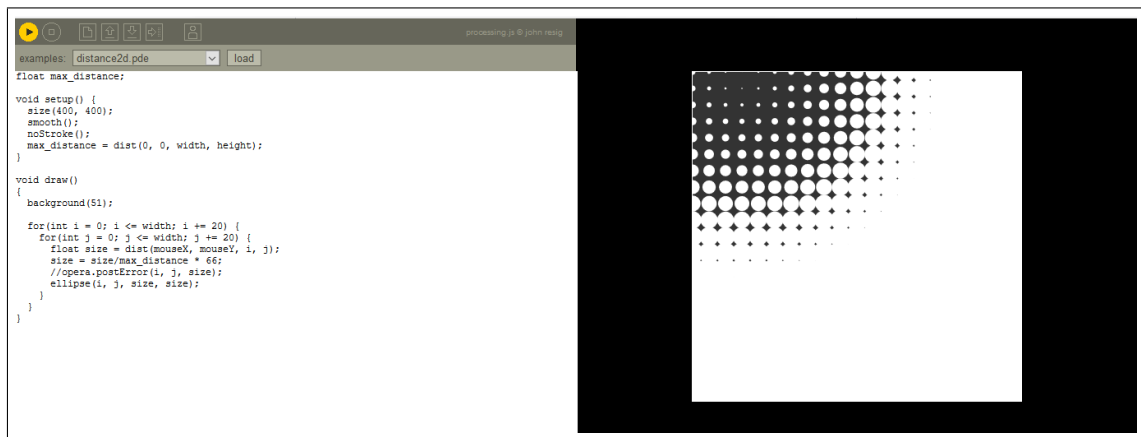 processing.js @ john resig
examples: distance2d.pde load
float max_distance;
void setup() {
size(400, 400);
smooth();
noStroke();
max_distance = dist(0, 0, width, height);
}
void draw()
{
background(51);
for(int i = 0; i <= width; i += 20) {
for(int j = 0; j <= width; j += 20) {
float size = dist(mouseX, mouseY, i, j);
size = size/max_distance * 66;
//opera.postError(i, j, size);
ellipse(i, j, size, size);
}
}
}